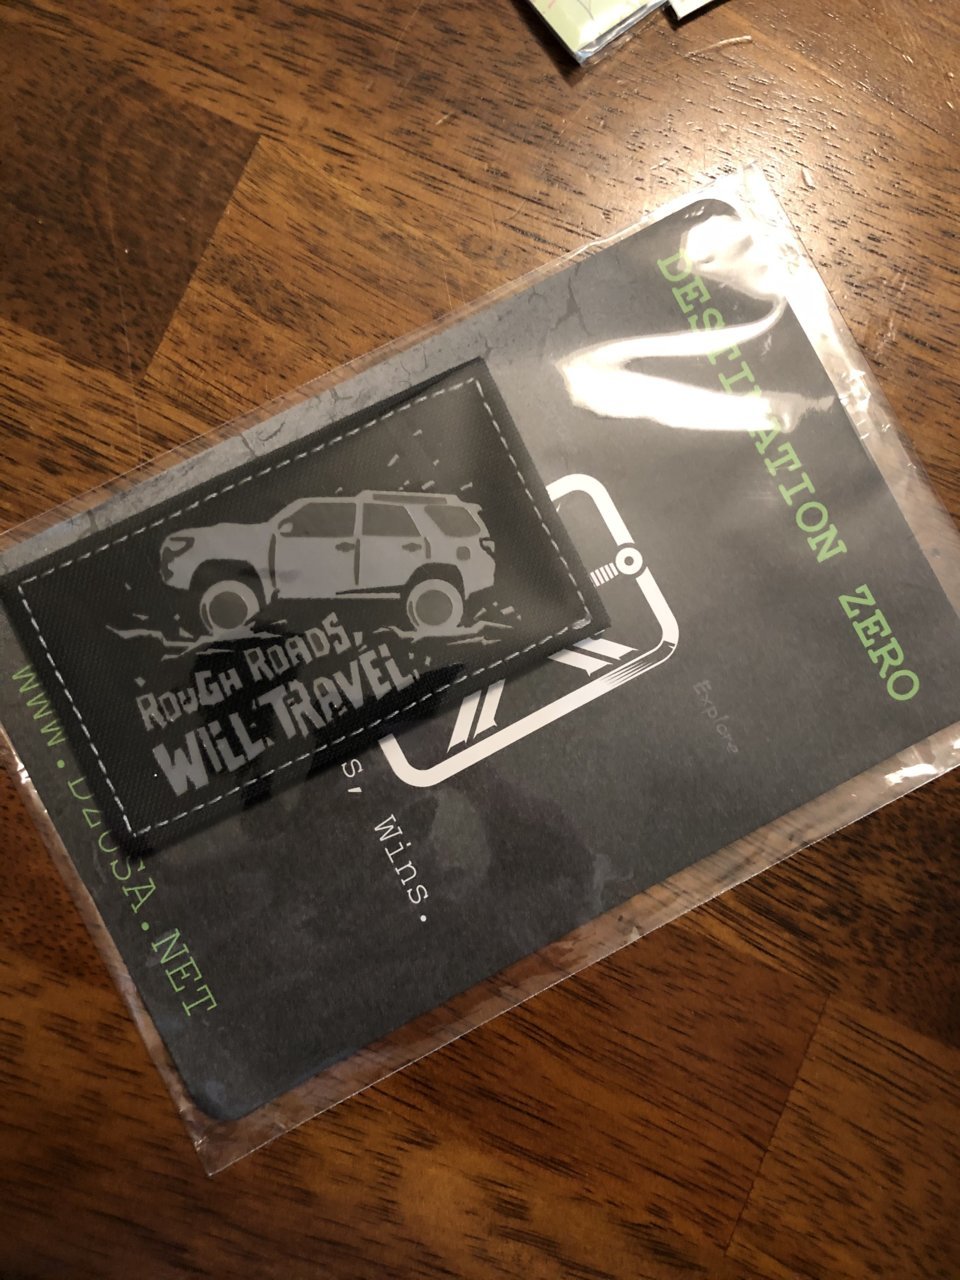 DESTINATION ZERO
Explore
ROUGH ROADS,
WILL TRAVEL.
s, Wins.
WWW.DZUSA.NET